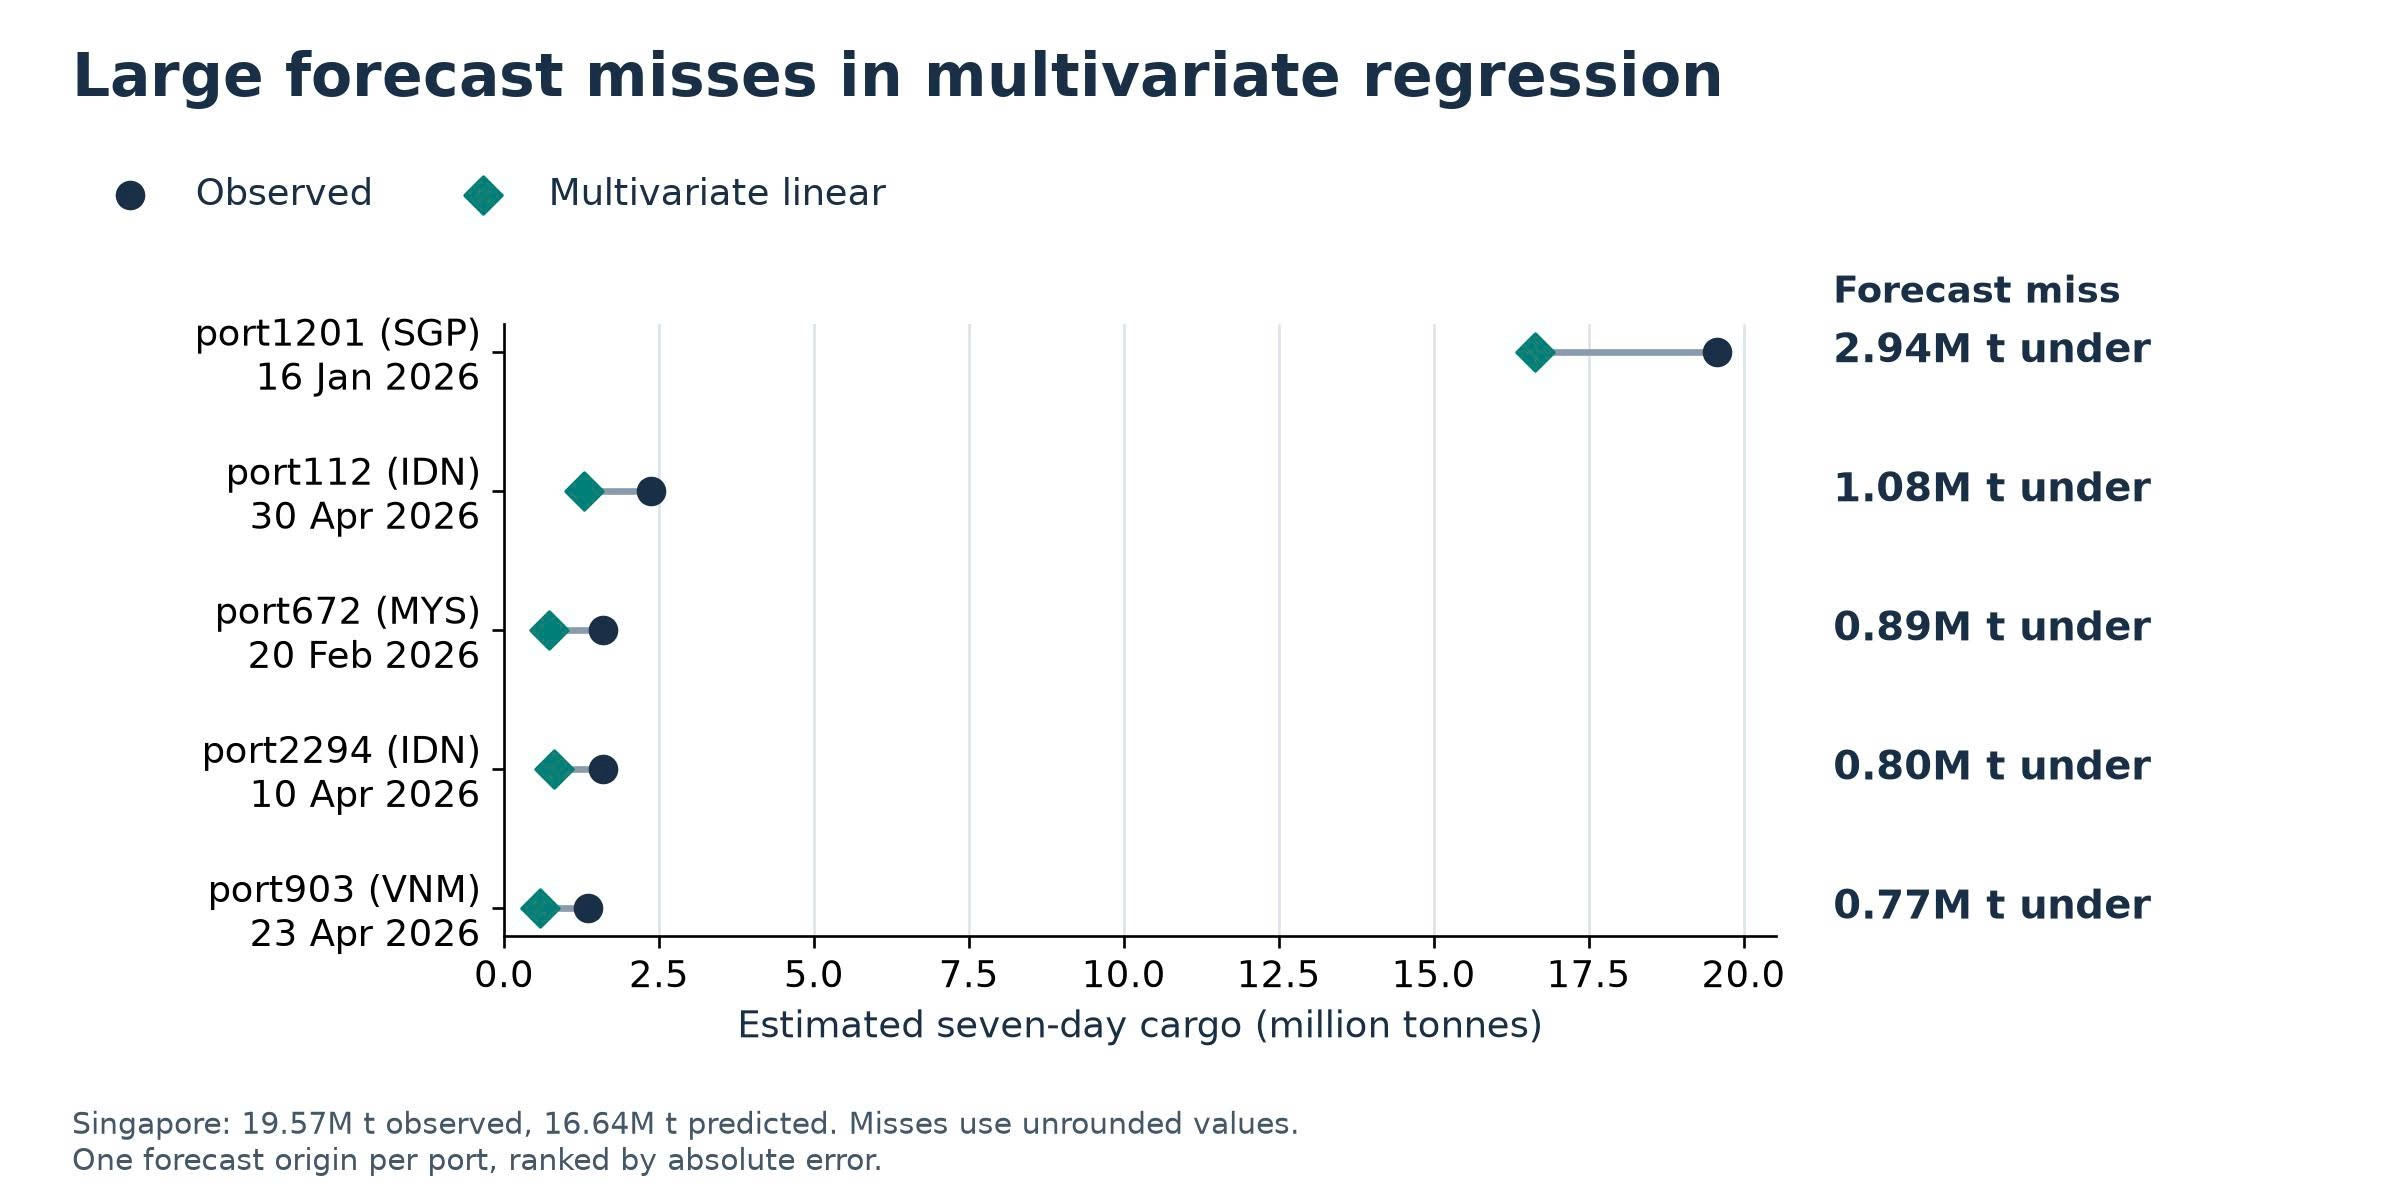 Large forecast misses in multivariate regression
Observed
Multivariate linear
Forecast miss
port1201 (SGP)
16 Jan 2026
2.94M t under
port112 (IDN)
30 Apr 2026
1.08M t under
port672 (MYS)
20 Feb 2026
0.89M t under
port2294 (IDN)
10 Apr 2026
0.80M t under
port903 (VNM)
23 Apr 2026
0.77M t under
0.0 2.5 5.0 7.5 10.0 12.5 15.0 17.5 20.0
Estimated seven-day cargo (million tonnes)
Singapore: 19.57M t observed, 16.64M t predicted. Misses use unrounded values.
One forecast origin per port, ranked by absolute error.